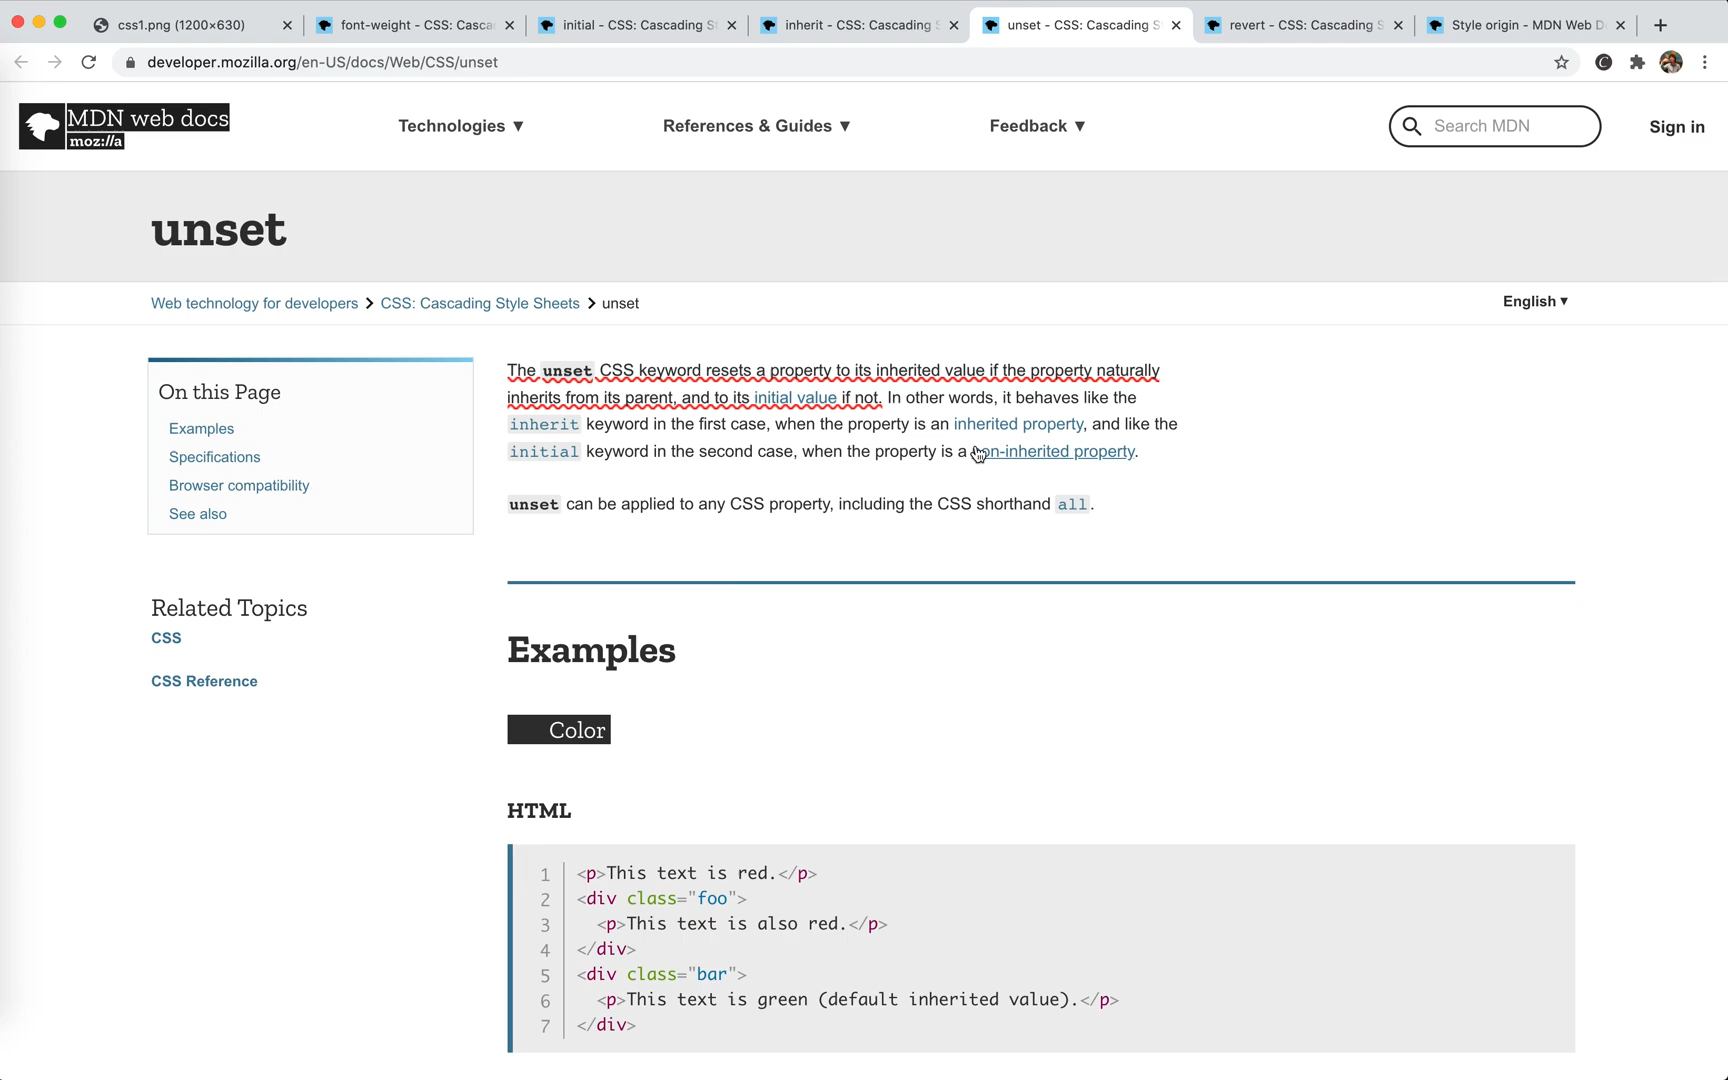 css1.png (1200×630)
font-weight - CSS: Casca
initial - CSS: Cascading S
inherit - CSS: Cascading S
unset - CSS: Cascading S
revert - CSS: Cascading S
Style origin - MDN Web D
developer.mozilla.org/en-US/docs/Web/CSS/unset
MDN web docs
moz://a
Technologies ▼
References & Guides ▼
Feedback ▼
Search MDN
Sign in
unset
Web technology for developers > CSS: Cascading Style Sheets > unset
English ▼
On this Page
Examples
Specifications
Browser compatibility
See also
Related Topics
CSS
CSS Reference
The unset CSS keyword resets a property to its inherited value if the property naturally
inherits from its parent, and to its initial value if not. In other words, it behaves like the
inherit keyword in the first case, when the property is an inherited property, and like the
initial keyword in the second case, when the property is a non-inherited property.
unset can be applied to any CSS property, including the CSS shorthand all.
Examples
Color
HTML
1 <p>This text is red.</p>
2 <div class="foo">
3 <p>This text is also red.</p>
4 </div>
5 <div class="bar">
6 <p>This text is green (default inherited value).</p>
7 </div>